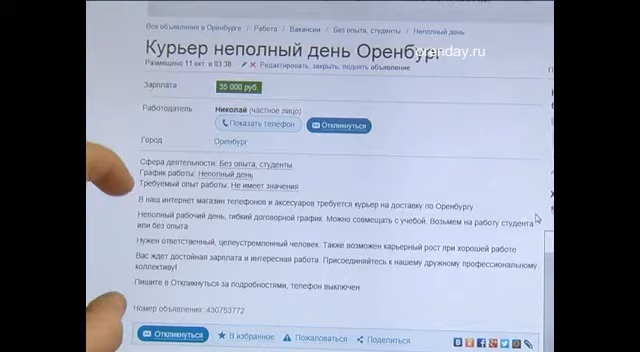 Все объявления в Оренбурге / Работа / Вакансии / Без опыта, студенты / Неполный день
Курьер неполный день Оренбург
orenday.ru
Размещено 11 окт. в 03:38 Редактировать, закрыть, поднять объявление
Зарплата 35 000 руб.
Работодатель Николай (частное лицо)
Показать телефон Откликнуться
Город Оренбург
Сфера деятельности: Без опыта, студенты
График работы: Неполный день
Требуемый опыт работы: Не имеет значения
В наш интернет магазин телефонов и аксесуаров требуется курьер на доставку по Оренбургу
Неполный рабочий день, гибкий договорной график. Можно совмещать с учебой. Возьмем на работу студента
или без опыта
Нужен ответственный, целеустремленный человек. Также возможен карьерный рост при хорошей работе
Вас ждет достойная зарплата и интересная работа. Присоединяйтесь к нашему дружному профессиональному
коллективу!
Пишите в Откликнуться за подробностями, телефон выключен
Номер объявления: 430753772
Откликнуться В избранное Пожаловаться Поделиться